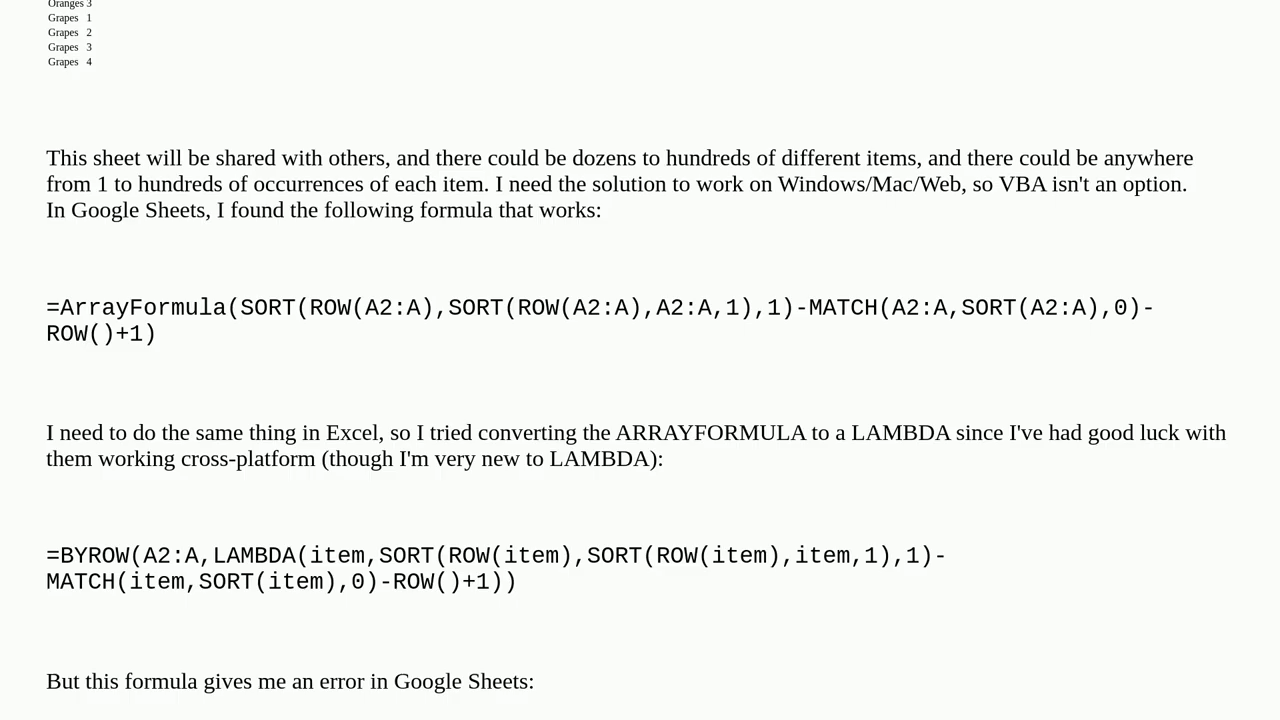 Oranges 3
Grapes 1
Grapes 2
Grapes 3
Grapes 4
This sheet will be shared with others, and there could be dozens to hundreds of different items, and there could be anywhere
from 1 to hundreds of occurrences of each item. I need the solution to work on Windows/Mac/Web, so VBA isn't an option.
In Google Sheets, I found the following formula that works:
=ArrayFormula(SORT(ROW(A2:A),SORT(ROW(A2:A),A2:A,1),1)-MATCH(A2:A,SORT(A2:A),0)-
ROW()+1)
I need to do the same thing in Excel, so I tried converting the ARRAYFORMULA to a LAMBDA since I've had good luck with
them working cross-platform (though I'm very new to LAMBDA):
=BYROW(A2:A,LAMBDA(item,SORT(ROW(item),SORT(ROW(item),item,1),1)-
MATCH(item,SORT(item),0)-ROW()+1))
But this formula gives me an error in Google Sheets: